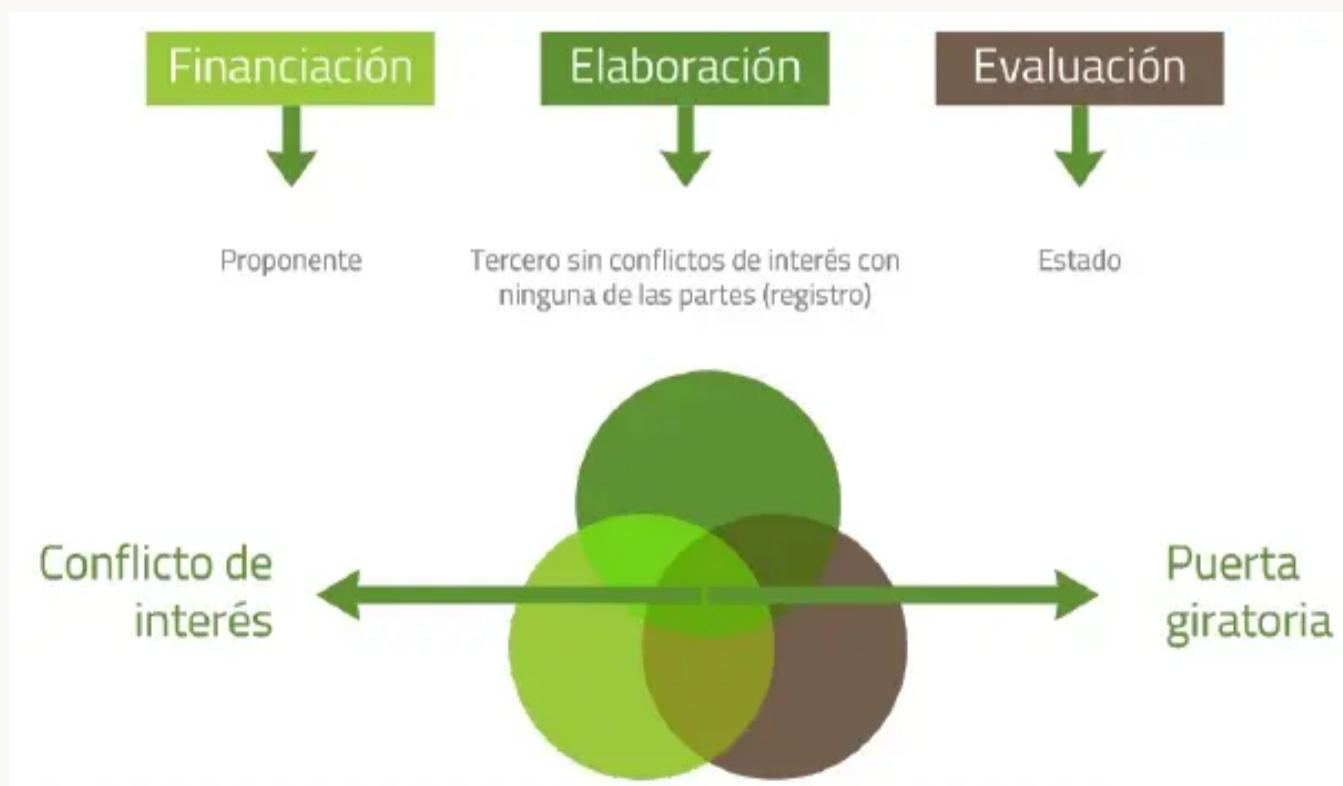 Financiación
Elaboración
Evaluación
Proponente
Tercero sin conflictos de interés con
ninguna de las partes (registro)
Estado
Conflicto de
interés
Puerta
giratoria